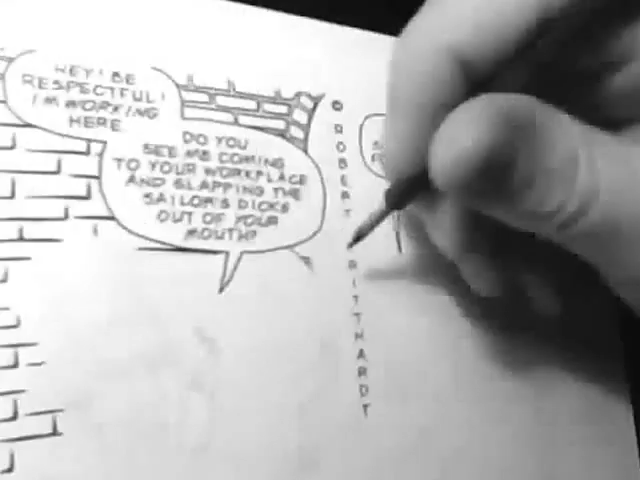 HEY! BE
RESPECTFUL!
I'M WORKING
HERE.
DO YOU
SEE ME COMING
TO YOUR WORKPLACE
AND SLAPPING THE
SAILOR'S DICKS
OUT OF YOUR
MOUTH?
© ROBERT RITTHARDT